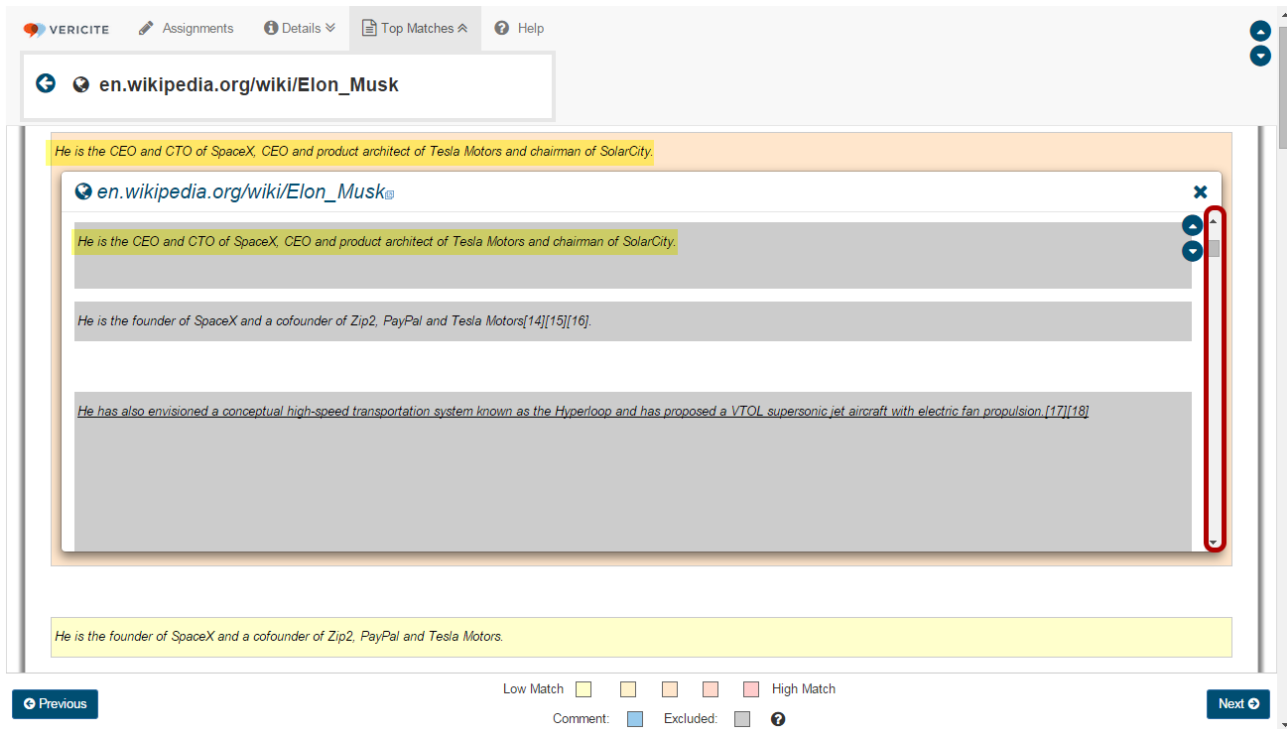 VERICITE Assignments Details Top Matches Help
en.wikipedia.org/wiki/Elon_Musk
He is the CEO and CTO of SpaceX, CEO and product architect of Tesla Motors and chairman of SolarCity.
en.wikipedia.org/wiki/Elon_Musk
He is the CEO and CTO of SpaceX, CEO and product architect of Tesla Motors and chairman of SolarCity.
He is the founder of SpaceX and a cofounder of Zip2, PayPal and Tesla Motors[14][15][16].
He has also envisioned a conceptual high-speed transportation system known as the Hyperloop and has proposed a VTOL supersonic jet aircraft with electric fan propulsion.[17][18]
He is the founder of SpaceX and a cofounder of Zip2, PayPal and Tesla Motors.
Low Match High Match
Previous Next
Comment: Excluded: